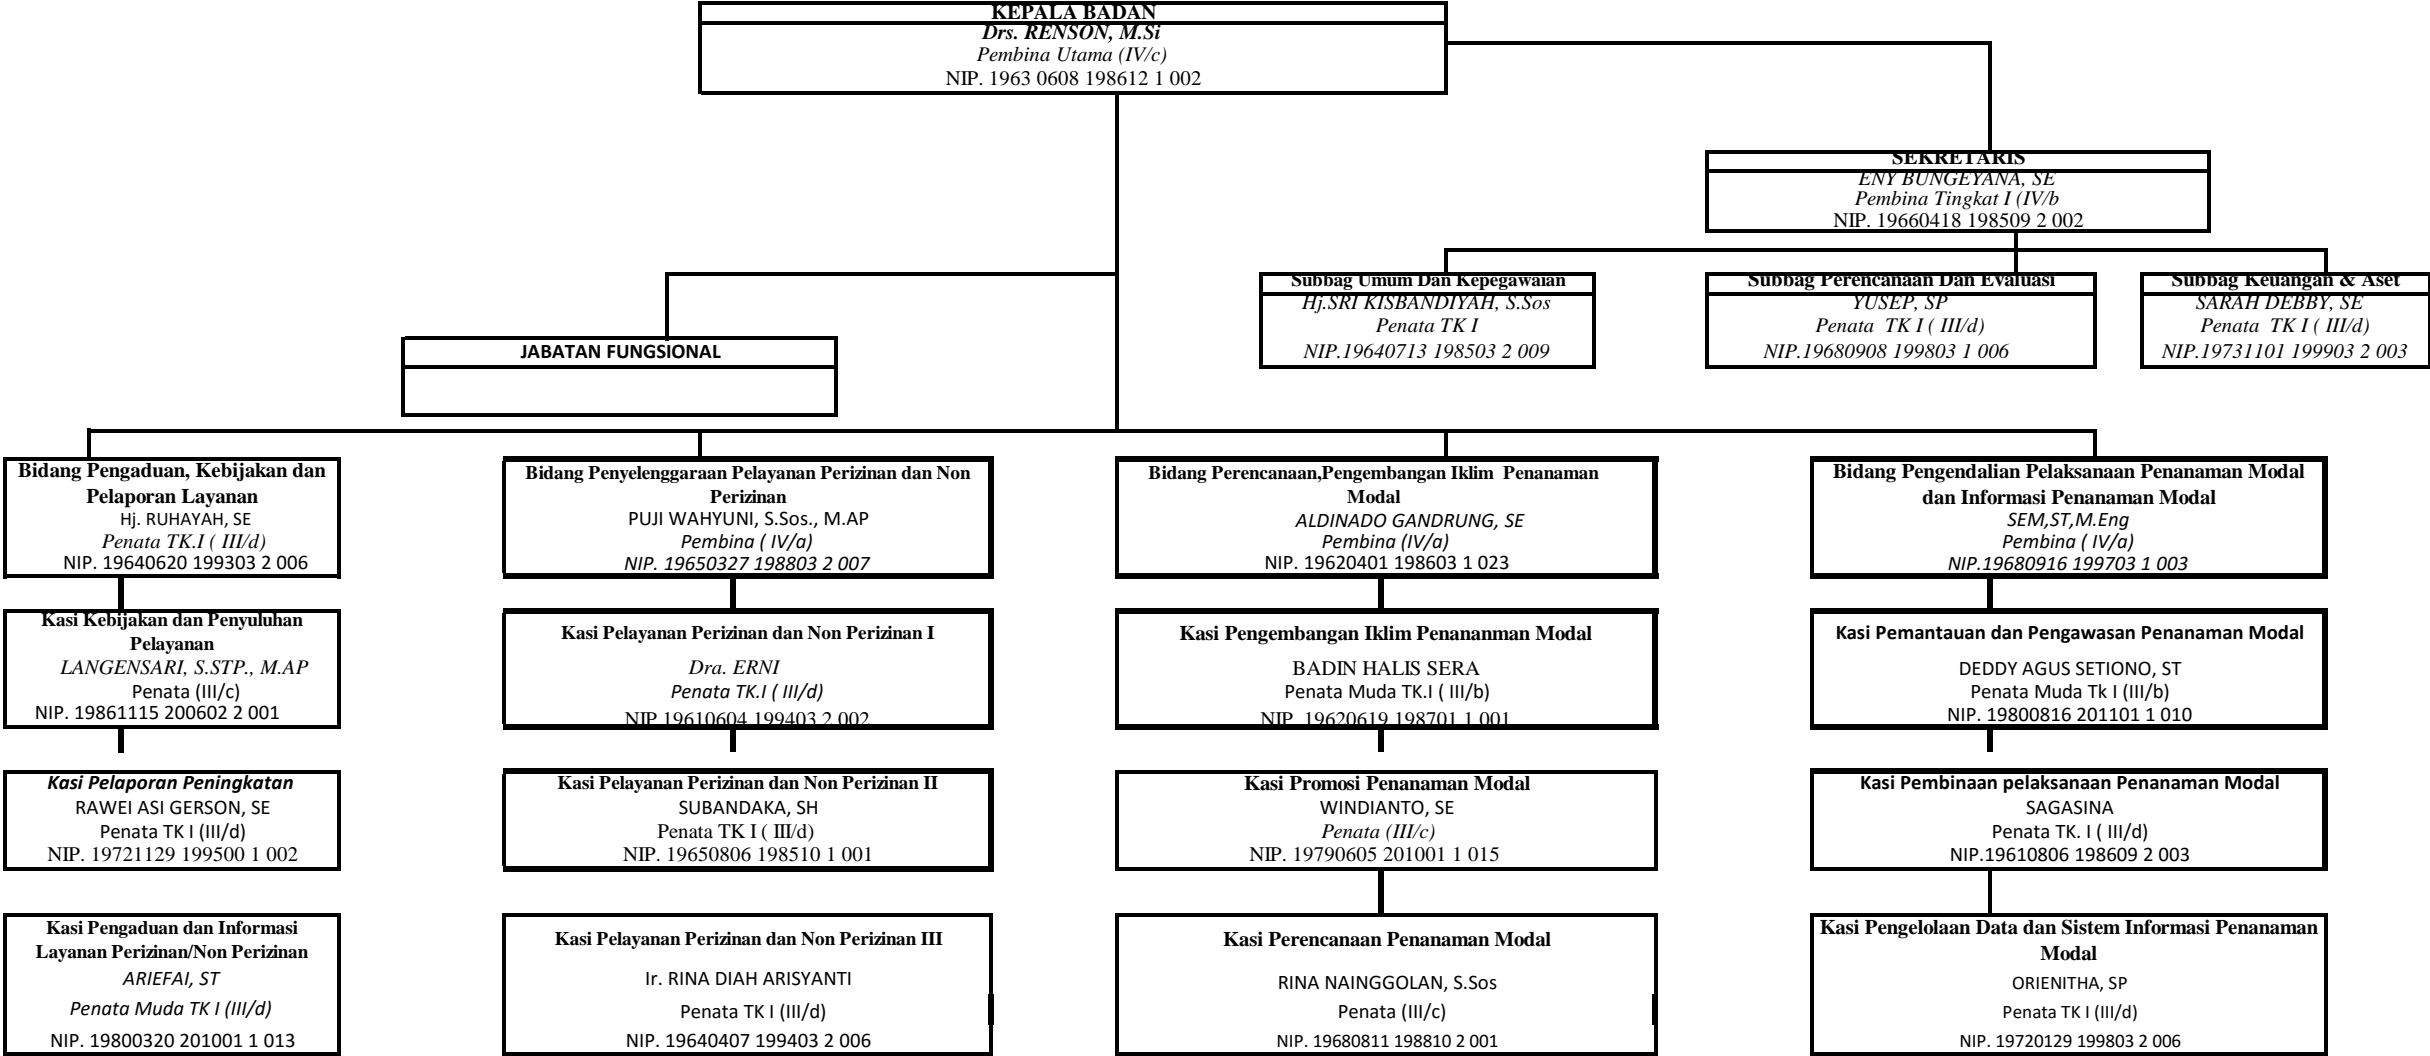 KEPALA BADAN
Drs. RENSON, M.Si
Pembina Utama (IV/c)
NIP. 1963 0608 198612 1 002
SEKRETARIS
ENY BUNGEYANA, SE
Pembina Tingkat I (IV/b
NIP. 19660418 198509 2 002
Subbag Umum Dan Kepegawaian
Hj.SRI KISBANDIYAH, S.Sos
Penata TK I
NIP.19640713 198503 2 009
Subbag Perencanaan Dan Evaluasi
YUSEP, SP
Penata TK I ( III/d)
NIP.19680908 199803 1 006
Subbag Keuangan & Aset
SARAH DEBBY, SE
Penata TK I ( III/d)
NIP.19731101 199903 2 003
JABATAN FUNGSIONAL
Bidang Pengaduan, Kebijakan dan
Pelaporan Layanan
Hj. RUHAYAH, SE
Penata TK.I ( III/d)
NIP. 19640620 199303 2 006
Bidang Penyelenggaraan Pelayanan Perizinan dan Non
Perizinan
PUJI WAHYUNI, S.Sos., M.AP
Pembina ( IV/a)
NIP. 19650327 198803 2 007
Bidang Perencanaan,Pengembangan Iklim Penanaman
Modal
ALDINADO GANDRUNG, SE
Pembina (IV/a)
NIP. 19620401 198603 1 023
Bidang Pengendalian Pelaksanaan Penanaman Modal
dan Informasi Penanaman Modal
SEM,ST,M.Eng
Pembina ( IV/a)
NIP.19680916 199703 1 003
Kasi Kebijakan dan Penyuluhan
Pelayanan
LANGENSARI, S.STP., M.AP
Penata (III/c)
NIP. 19861115 200602 2 001
Kasi Pelayanan Perizinan dan Non Perizinan I
Dra. ERNI
Penata TK.I ( III/d)
NIP 19610604 199403 2 002
Kasi Pengembangan Iklim Penananman Modal
BADIN HALIS SERA
Penata Muda TK.I ( III/b)
NIP. 19620619 198701 1 001
Kasi Pemantauan dan Pengawasan Penanaman Modal
DEDDY AGUS SETIONO, ST
Penata Muda Tk I (III/b)
NIP. 19800816 201101 1 010
Kasi Pelaporan Peningkatan
RAWEI ASI GERSON, SE
Penata TK I (III/d)
NIP. 19721129 199500 1 002
Kasi Pelayanan Perizinan dan Non Perizinan II
SUBANDAKA, SH
Penata TK I ( III/d)
NIP. 19650806 198510 1 001
Kasi Promosi Penanaman Modal
WINDIANTO, SE
Penata (III/c)
NIP. 19790605 201001 1 015
Kasi Pembinaan pelaksanaan Penanaman Modal
SAGASINA
Penata TK. I ( III/d)
NIP.19610806 198609 2 003
Kasi Pengaduan dan Informasi
Layanan Perizinan/Non Perizinan
ARIEFAI, ST
Penata Muda TK I (III/d)
NIP. 19800320 201001 1 013
Kasi Pelayanan Perizinan dan Non Perizinan III
Ir. RINA DIAH ARISYANTI
Penata TK I (III/d)
NIP. 19640407 199403 2 006
Kasi Perencanaan Penanaman Modal
RINA NAINGGOLAN, S.Sos
Penata (III/c)
NIP. 19680811 198810 2 001
Kasi Pengelolaan Data dan Sistem Informasi Penanaman
Modal
ORIENITHA, SP
Penata TK I (III/d)
NIP. 19720129 199803 2 006